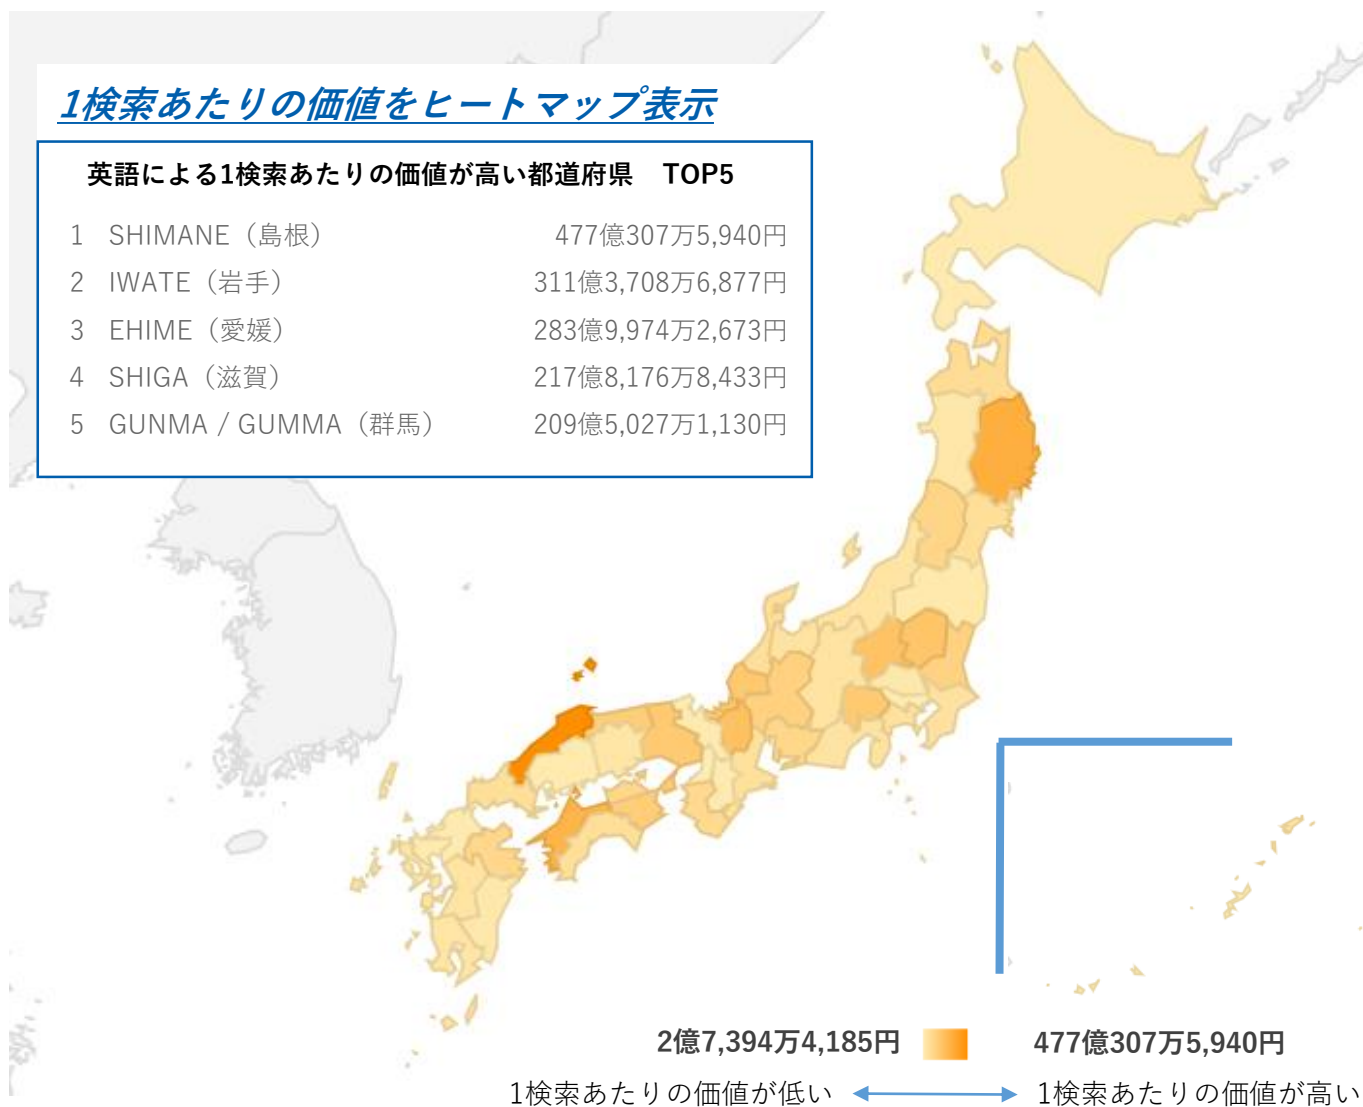 1検索あたりの価値をヒートマップ表示
英語による1検索あたりの価値が高い都道府県 TOP5
1 SHIMANE（島根） 477億307万5,940円
2 IWATE（岩手） 311億3,708万6,877円
3 EHIME（愛媛） 283億9,974万2,673円
4 SHIGA（滋賀） 217億8,176万8,433円
5 GUNMA / GUMMA（群馬） 209億5,027万1,130円
2億7,394万4,185円 477億307万5,940円
1検索あたりの価値が低い 1検索あたりの価値が高い